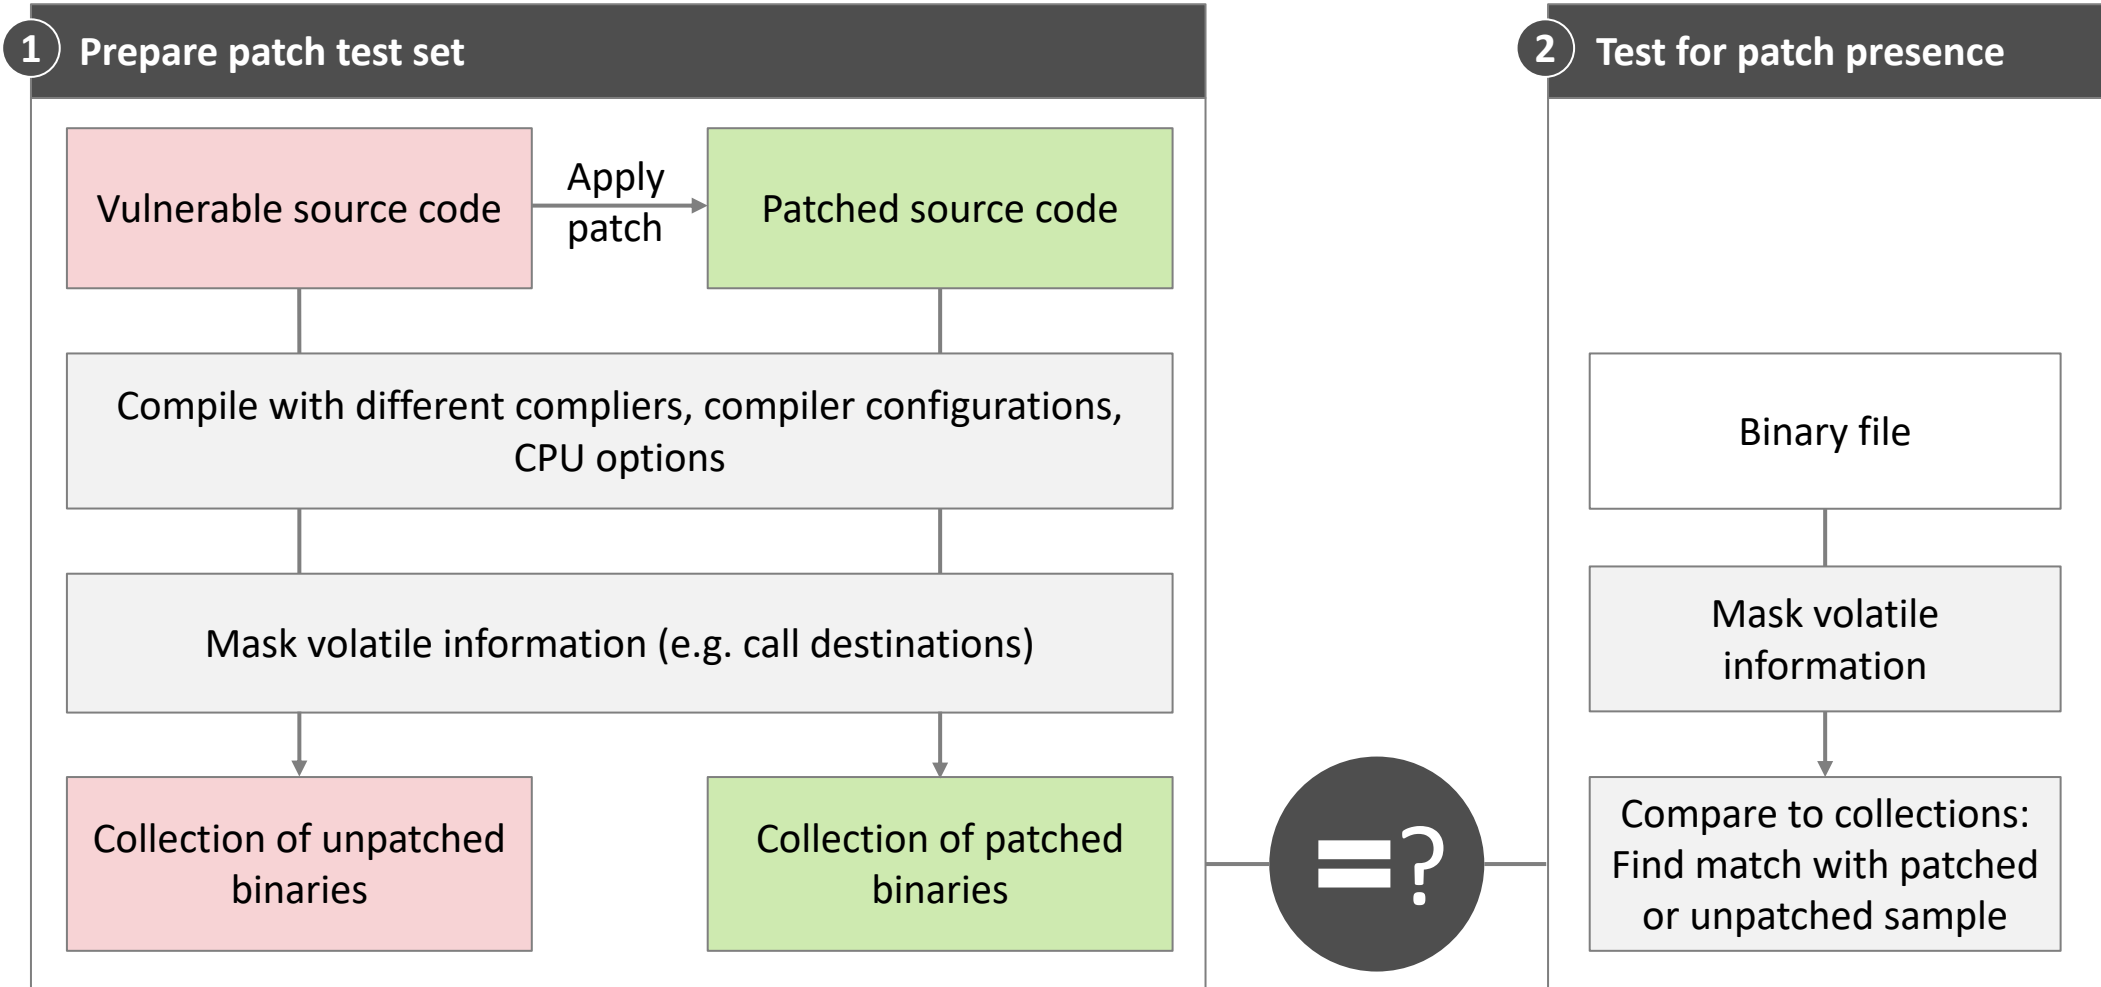 1 Prepare patch test set
Vulnerable source code
Apply
patch
Patched source code
Compile with different compliers, compiler configurations,
CPU options
Mask volatile information (e.g. call destinations)
Collection of unpatched
binaries
Collection of patched
binaries
=?
2 Test for patch presence
Binary file
Mask volatile
information
Compare to collections:
Find match with patched
or unpatched sample